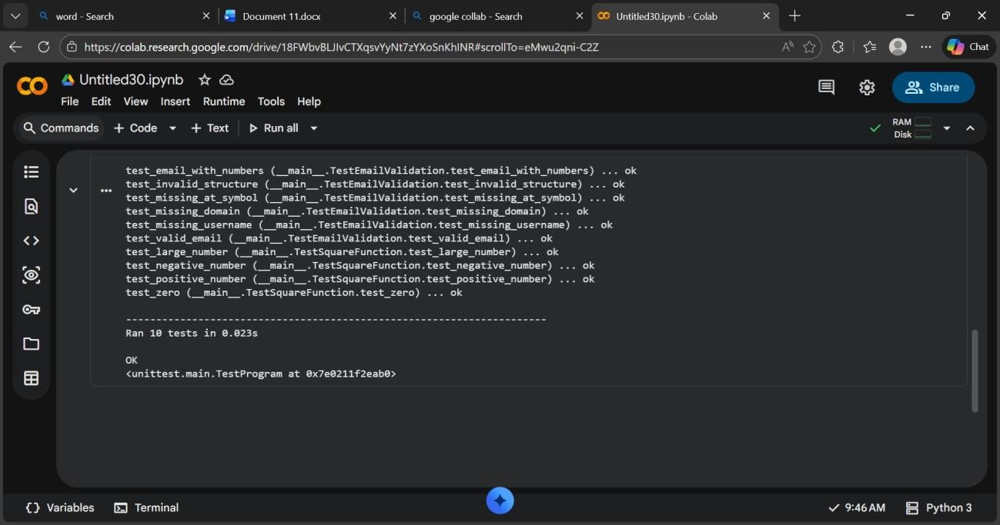 word - Search
Document 11.docx
google collab - Search
Untitled30.ipynb - Colab
https://colab.research.google.com/drive/18FWbvBLJIvCTXqsvYyNt7zYXoSnKhINR#scrollTo=eMwu2qni-C2Z
Chat
Untitled30.ipynb
File Edit View Insert Runtime Tools Help
Share
Commands + Code + Text Run all
RAM
Disk
test_email_with_numbers (__main__.TestEmailValidation.test_email_with_numbers) ... ok
test_invalid_structure (__main__.TestEmailValidation.test_invalid_structure) ... ok
test_missing_at_symbol (__main__.TestEmailValidation.test_missing_at_symbol) ... ok
test_missing_domain (__main__.TestEmailValidation.test_missing_domain) ... ok
test_missing_username (__main__.TestEmailValidation.test_missing_username) ... ok
test_valid_email (__main__.TestEmailValidation.test_valid_email) ... ok
test_large_number (__main__.TestSquareFunction.test_large_number) ... ok
test_negative_number (__main__.TestSquareFunction.test_negative_number) ... ok
test_positive_number (__main__.TestSquareFunction.test_positive_number) ... ok
test_zero (__main__.TestSquareFunction.test_zero) ... ok
----------------------------------------------------------------------
Ran 10 tests in 0.023s
OK
<unittest.main.TestProgram at 0x7e0211f2eab0>
Variables Terminal
9:46 AM Python 3